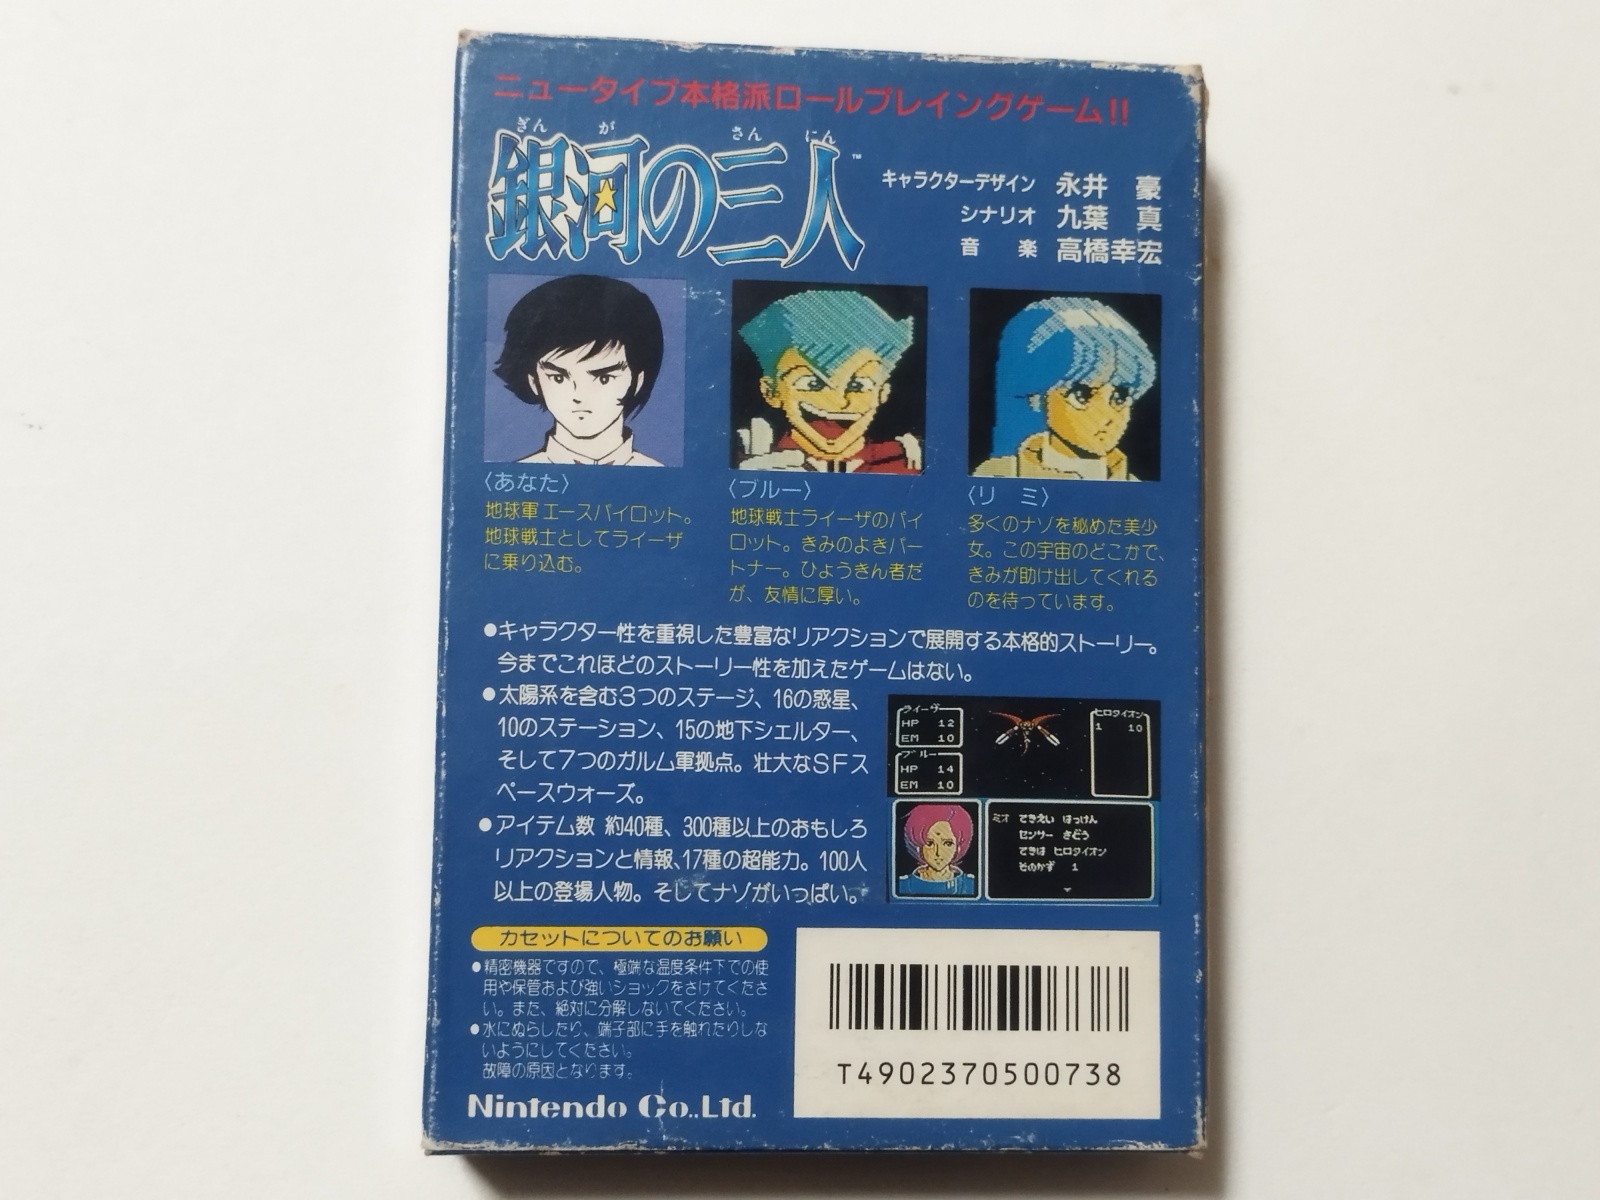 ニュータイプ本格派ロールプレイングゲーム!!
ぎん が さん にん
銀河の三人™
キャラクターデザイン 永井 豪
シナリオ 九葉 真
音 楽 高橋幸宏
〈あなた〉
地球軍エースパイロット。
地球戦士としてライーザ
に乗り込む。
〈ブルー〉
地球戦士ライーザのパイ
ロット。きみのよきパー
トナー。ひょうきん者だ
が、友情に厚い。
〈リ ミ〉
多くのナゾを秘めた美少
女。この宇宙のどこかで、
きみが助け出してくれる
のを待っています。
●キャラクター性を重視した豊富なリアクションで展開する本格的ストーリー。
今までこれほどのストーリー性を加えたゲームはない。
●太陽系を含む3つのステージ、16の惑星、
10のステーション、15の地下シェルター、
そして7つのガルム軍拠点。壮大なSFス
ペースウォーズ。
●アイテム数 約40種、300種以上のおもしろ
リアクションと情報、17種の超能力。100人
以上の登場人物。そしてナゾがいっぱい。
ライーザ
HP 12
EM 10
ブルー
HP 14
EM 10
ヒロタイオン
1 10
ミオ てきえい はっけん
センサー さどう
てきは ヒロタイオン
そのかず 1
カセットについてのお願い
●精密機器ですので、極端な温度条件下での使
用や保管および強いショックをさけてくださ
い。また、絶対に分解しないでください。
●水にぬらしたり、端子部に手を触れたりしな
いようにしてください。
故障の原因となります。
Nintendo Co.,Ltd.
T4902370500738